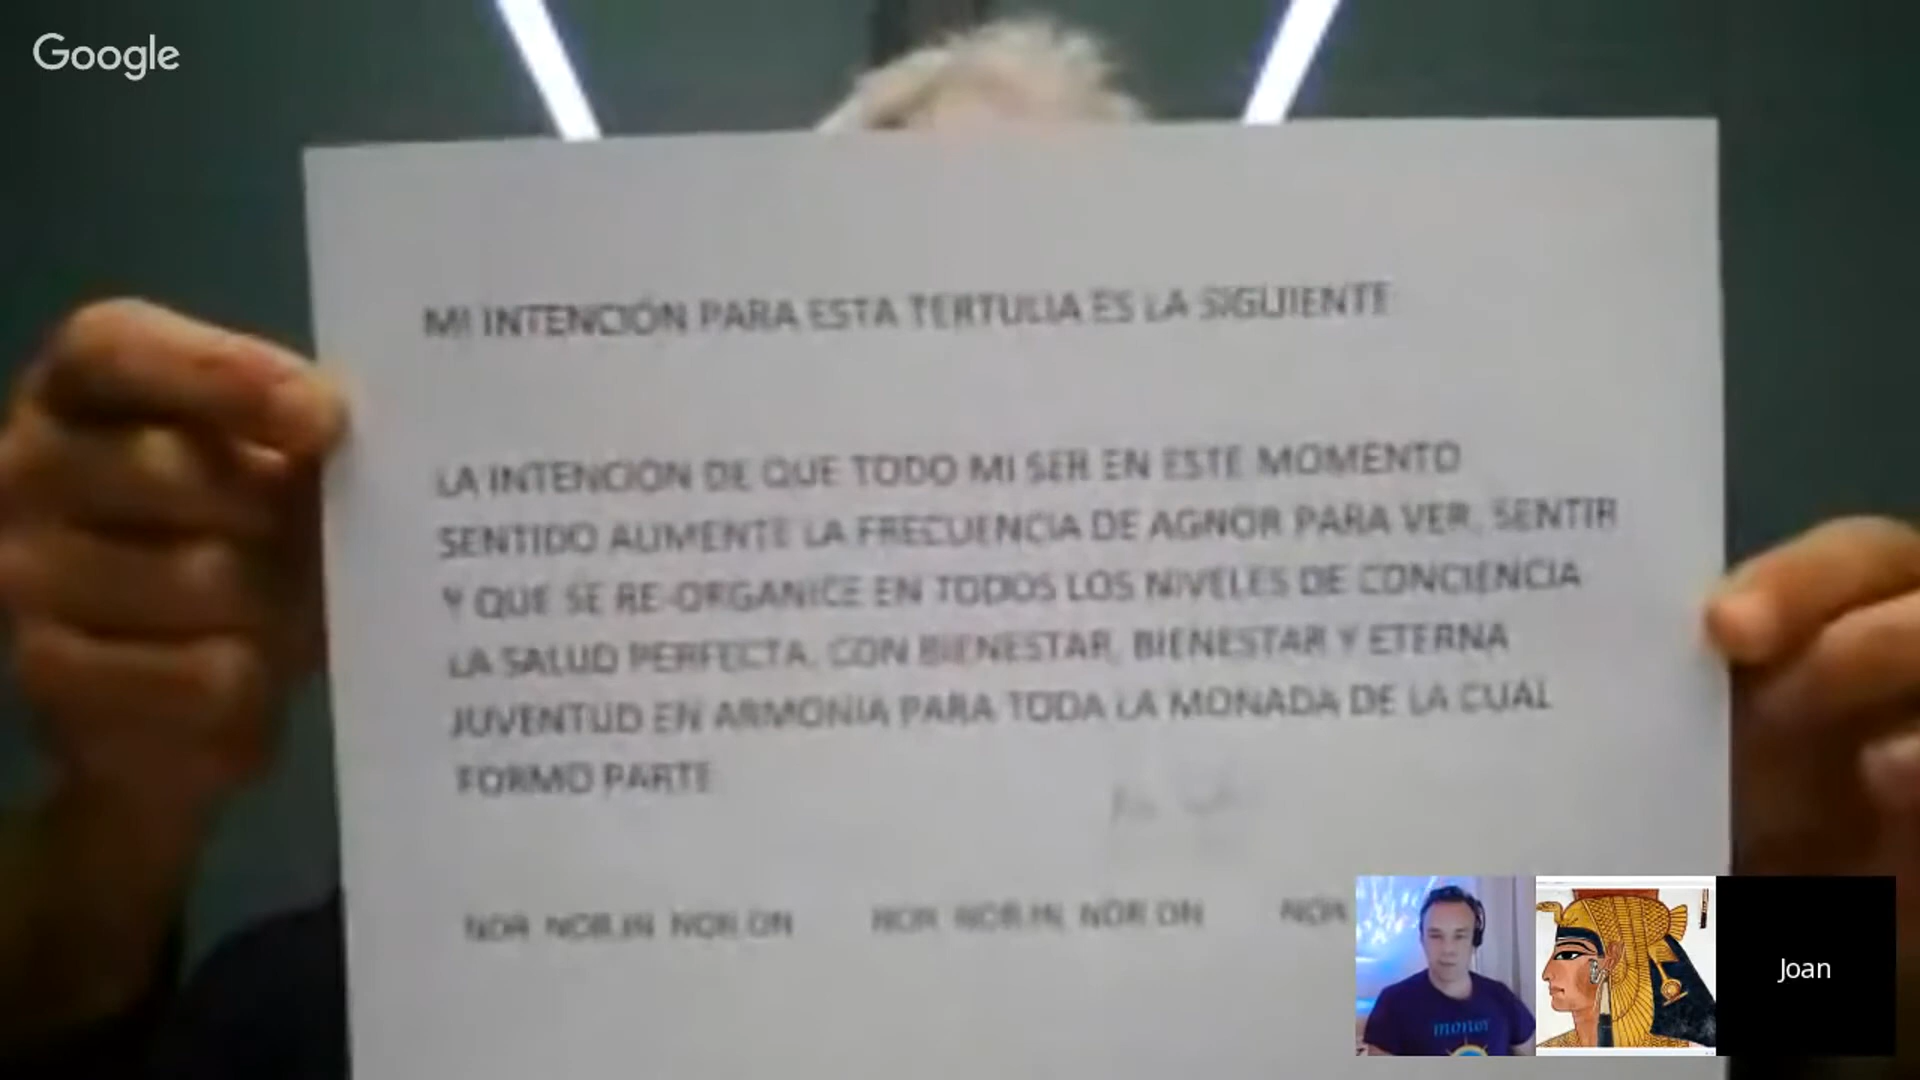 Google
MI INTENCIÓN PARA ESTA TERTULIA ES LA SIGUIENTE
LA INTENCION DE QUE TODO MI SER EN ESTE MOMENTO
SENTIDO AUMENTE LA FRECUENCIA DE AGNOR PARA VER, SENTIR
Y QUE SE RE-ORGANICE EN TODOS LOS NIVELES DE CONCIENCIA
LA SALUD PERFECTA, CON BIENESTAR, BIENESTAR Y ETERNA
JUVENTUD EN ARMONIA PARA TODA LA MONADA DE LA CUAL
FORMO PARTE
NOR NOR.IN, NOR.ON NOR NOR.IN, NOR.ON NOR
monor
Joan